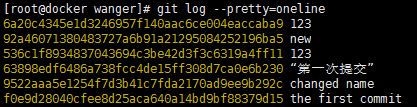 [root@docker wanger]# git log --pretty=oneline
6a20c4345e1d3246957f140aac6ce004eaccaba9 123
92a46071380483727a6b91a21295084252196ba5 new
536c1f8934837043694c3be42d3f3c6319a4ff11 123
63898edf6486a738fcc4de15ff308d7ca0e6b230 “第一次提交”
9522aaa5e1254f7d3b41c7fda2170ad9ee9b292c changed name
f0e9d28040cfee8d25aca640a14bd9bf88379d15 the first commit